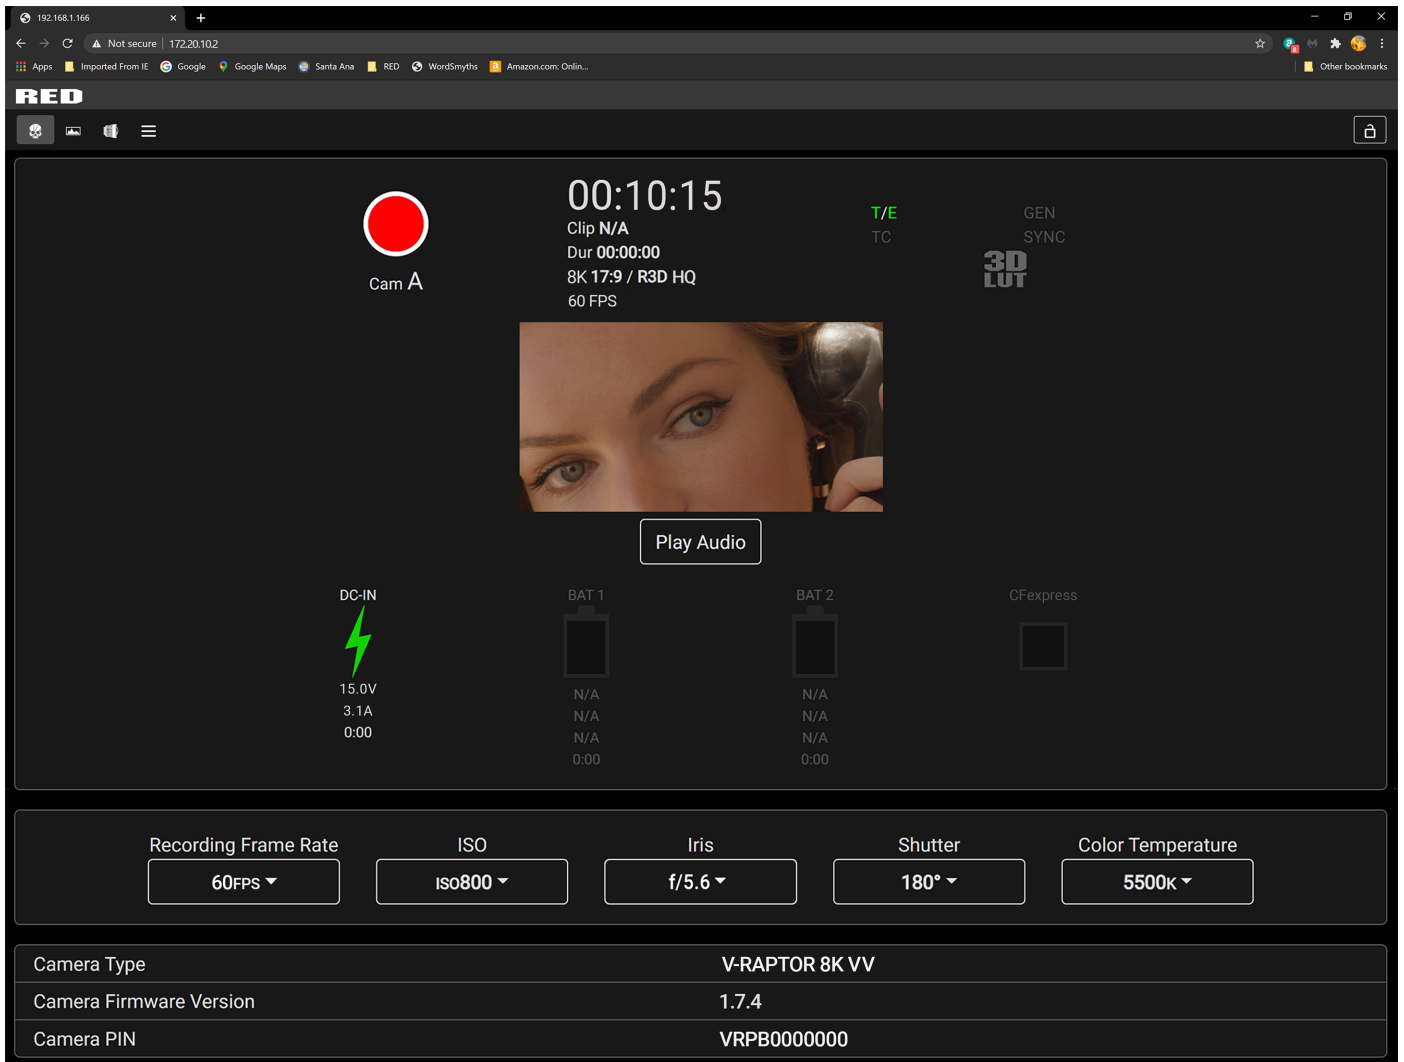 192.168.1.166
Not secure | 172.20.10.2
Apps Imported From IE Google Google Maps Santa Ana RED WordSmyths Amazon.com: Onlin... Other bookmarks
RED
00:10:15
Clip N/A
Dur 00:00:00
8K 17:9 / R3D HQ
60 FPS
Cam A
T/E
TC
GEN
SYNC
3D
LUT
Play Audio
DC-IN
15.0V
3.1A
0:00
BAT 1
N/A
N/A
N/A
0:00
BAT 2
N/A
N/A
N/A
0:00
CFexpress
Recording Frame Rate
60FPS
ISO
ISO800
Iris
f/5.6
Shutter
180°
Color Temperature
5500K
Camera Type V-RAPTOR 8K VV
Camera Firmware Version 1.7.4
Camera PIN VRPB0000000